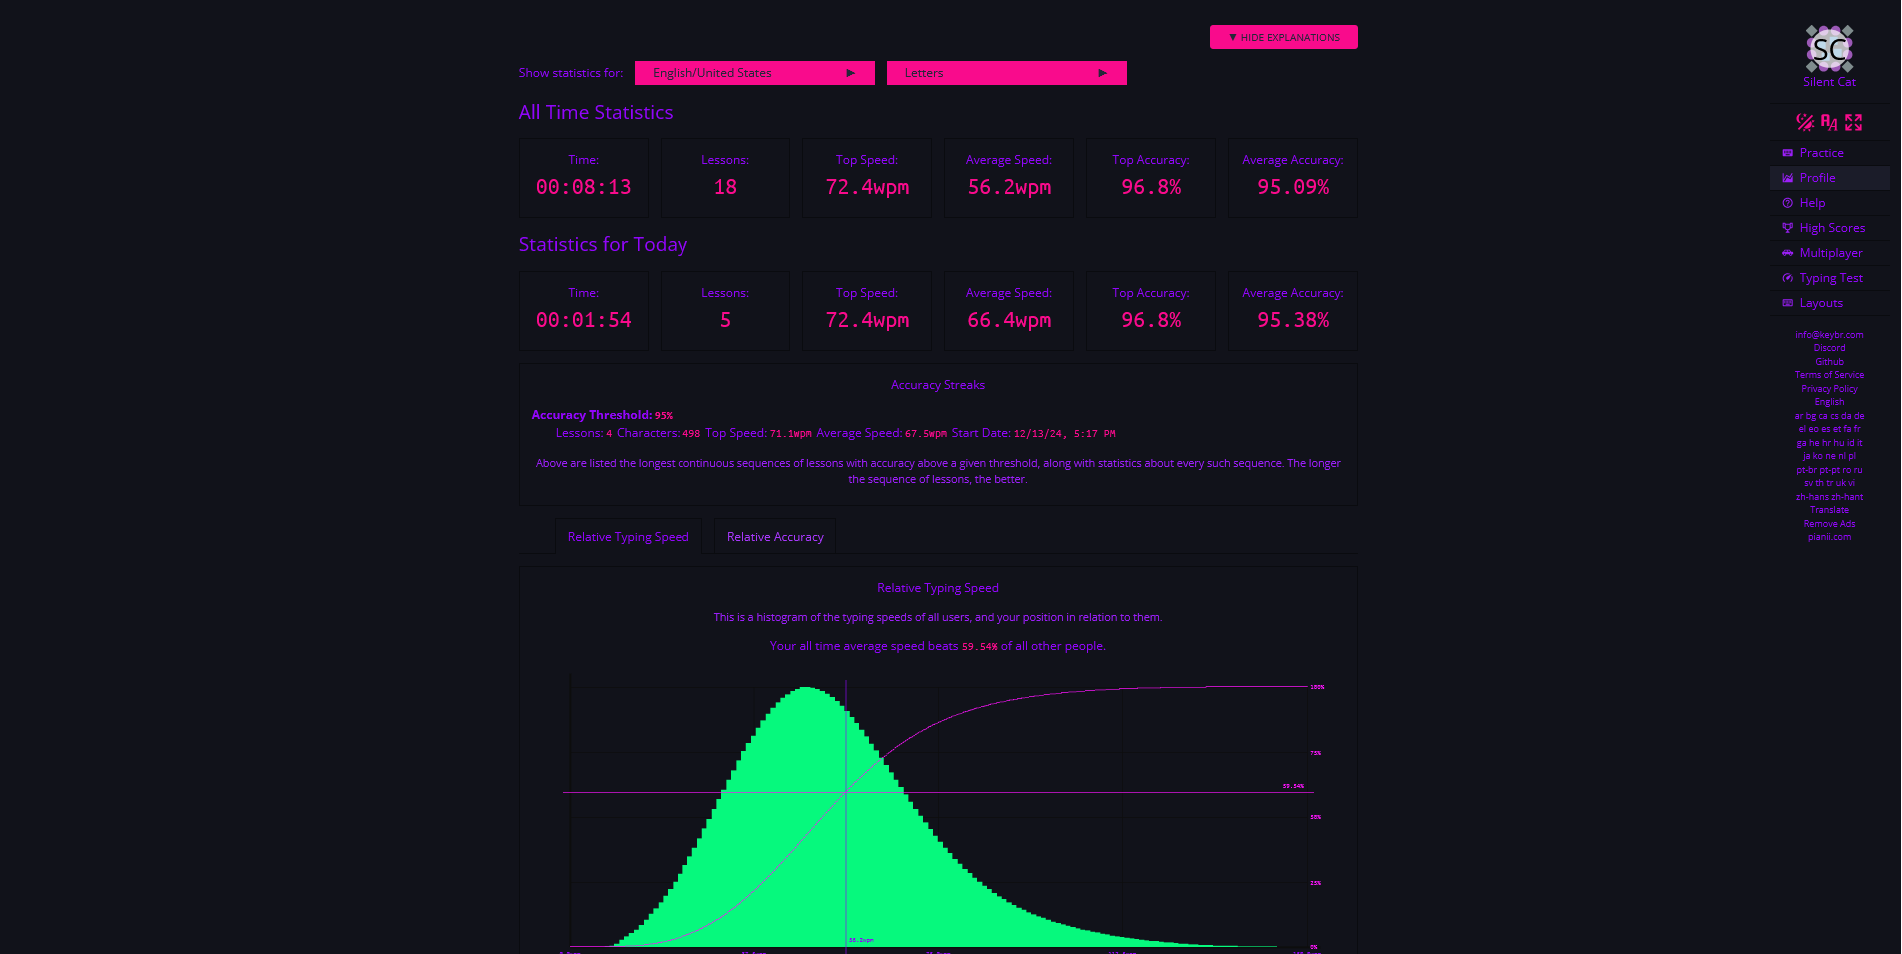 ▼ HIDE EXPLANATIONS
Show statistics for: English/United States ▶ Letters ▶
All Time Statistics
Time: Lessons: Top Speed: Average Speed: Top Accuracy: Average Accuracy:
00:08:13 18 72.4wpm 56.2wpm 96.8% 95.09%
Statistics for Today
Time: Lessons: Top Speed: Average Speed: Top Accuracy: Average Accuracy:
00:01:54 5 72.4wpm 66.4wpm 96.8% 95.38%
Accuracy Streaks
Accuracy Threshold: 95%
Lessons: 4 Characters: 498 Top Speed: 71.1wpm Average Speed: 67.5wpm Start Date: 12/13/24, 5:17 PM
Above are listed the longest continuous sequences of lessons with accuracy above a given threshold, along with statistics about every such sequence. The longer
the sequence of lessons, the better.
Relative Typing Speed Relative Accuracy
Relative Typing Speed
This is a histogram of the typing speeds of all users, and your position in relation to them.
Your all time average speed beats 59.54% of all other people.
100%
75%
59.54%
50%
25%
56.2wpm
0%
SC
Silent Cat
Practice
Profile
Help
High Scores
Multiplayer
Typing Test
Layouts
info@keybr.com
Discord
Github
Terms of Service
Privacy Policy
English
ar bg ca cs da de
el eo es et fa fr
ga he hr hu id it
ja ko ne nl pl
pt-br pt-pt ro ru
sv th tr uk vi
zh-hans zh-hant
Translate
Remove Ads
pianii.com